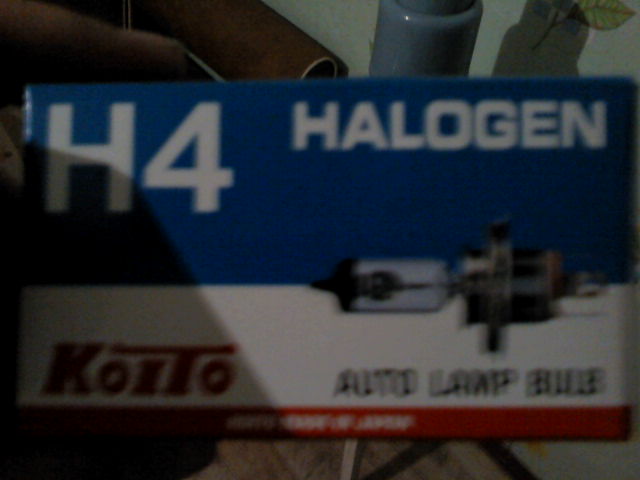 H4
HALOGEN
KOITO
AUTO LAMP BULB